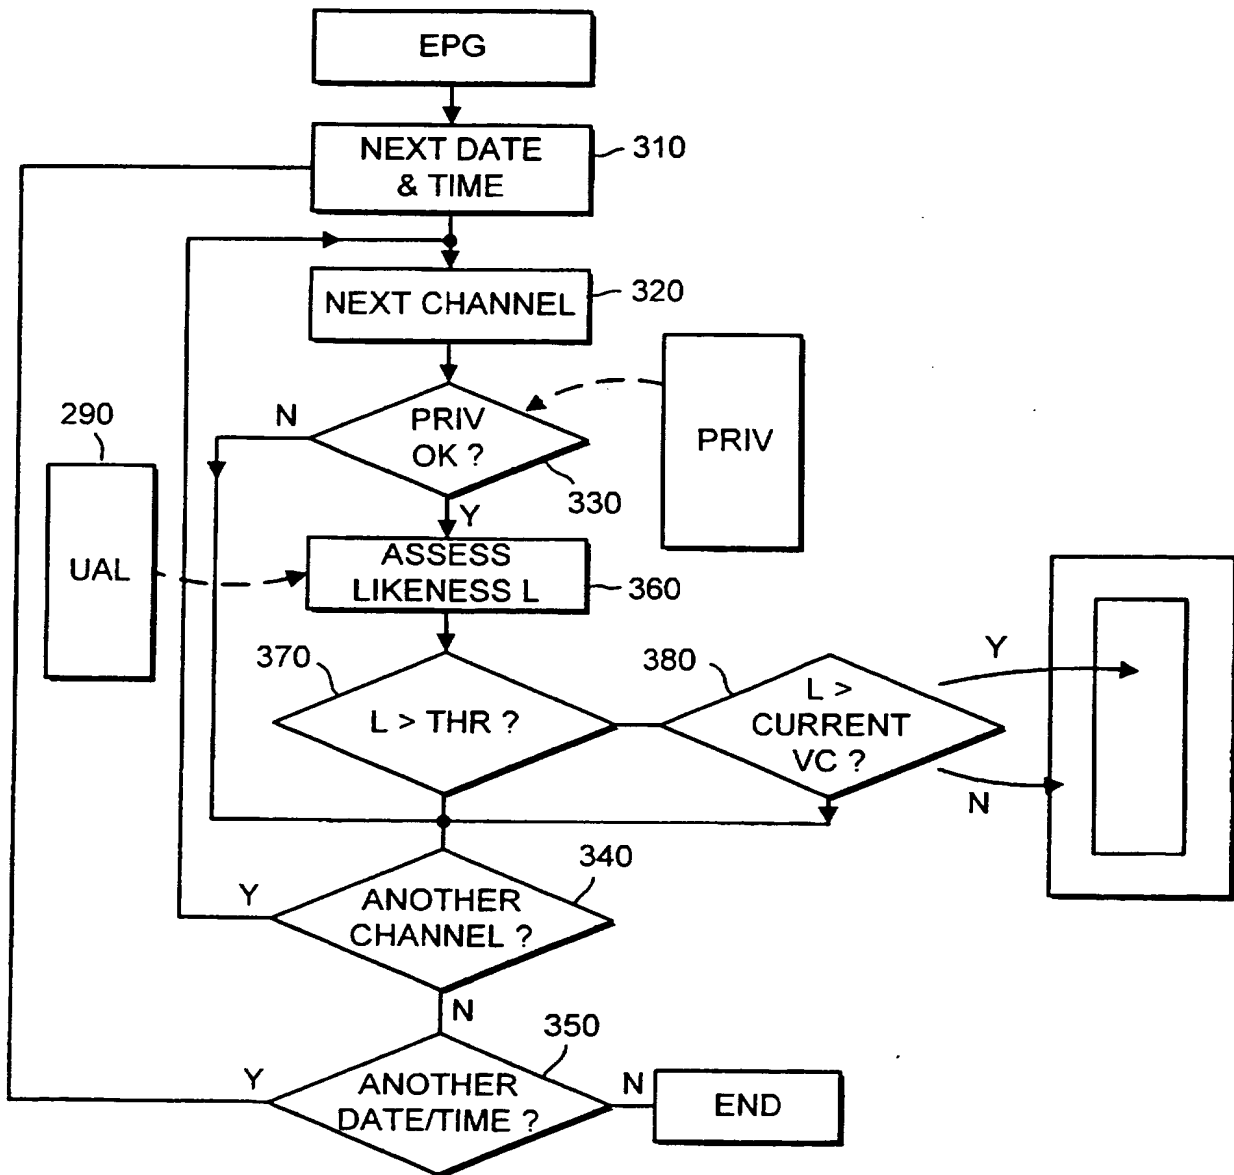 EPG
NEXT DATE
& TIME
310
NEXT CHANNEL
320
N
PRIV
OK ?
330
PRIV
290
UAL
Y
ASSESS
LIKENESS L
360
370
L > THR ?
380
L >
CURRENT
VC ?
Y
N
340
Y
ANOTHER
CHANNEL ?
N
350
Y
ANOTHER
DATE/TIME ?
N
END